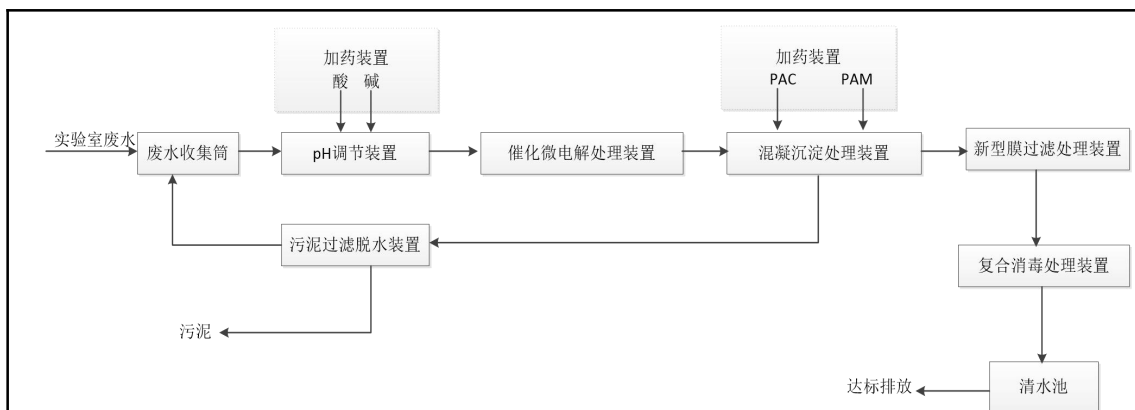 加药装置
酸 碱
加药装置
PAC PAM
实验室废水
废水收集筒
pH调节装置
催化微电解处理装置
混凝沉淀处理装置
新型膜过滤处理装置
污泥过滤脱水装置
复合消毒处理装置
污泥
达标排放
清水池